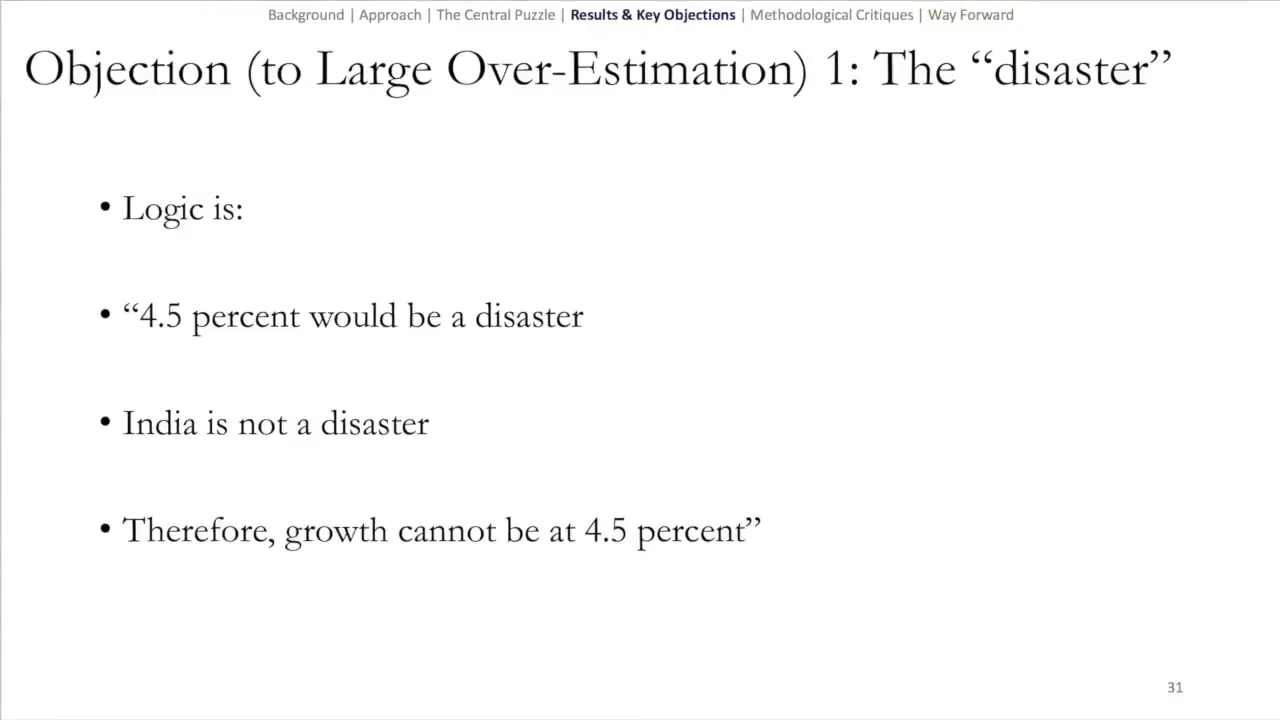 Background | Approach | The Central Puzzle | Results & Key Objections | Methodological Critiques | Way Forward
Objection (to Large Over-Estimation) 1: The “disaster”
• Logic is:
• “4.5 percent would be a disaster
• India is not a disaster
• Therefore, growth cannot be at 4.5 percent”
31